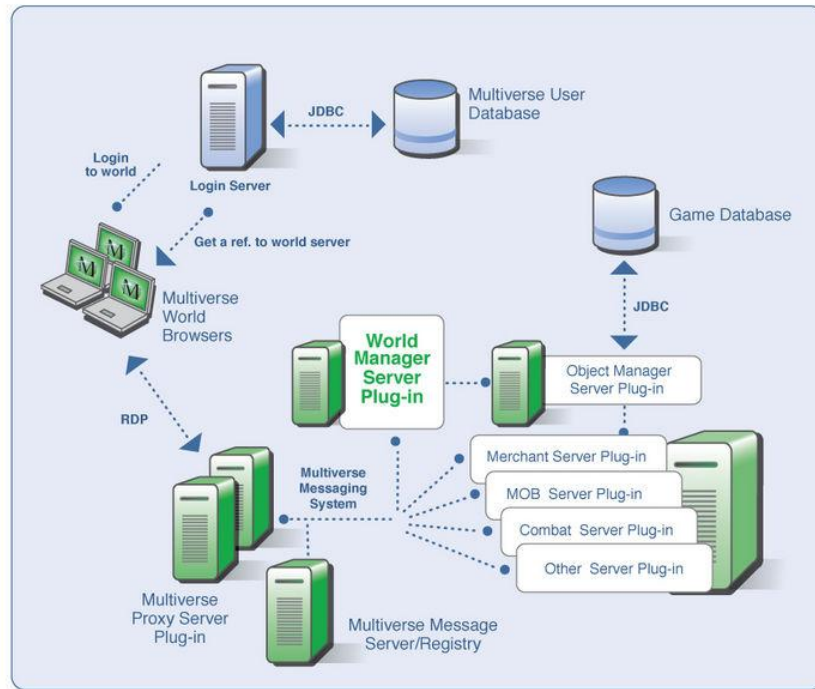 JDBC
Multiverse User
Database
Login
to world
Login Server
Get a ref. to world server
Game Database
M
M
M
Multiverse
World
Browsers
JDBC
World
Manager
Server
Plug-in
Object Manager
Server Plug-in
RDP
Merchant Server Plug-in
Multiverse
Messaging
System
MOB Server Plug-in
Combat Server Plug-in
Other Server Plug-in
Multiverse
Proxy Server
Plug-in
Multiverse Message
Server/Registry